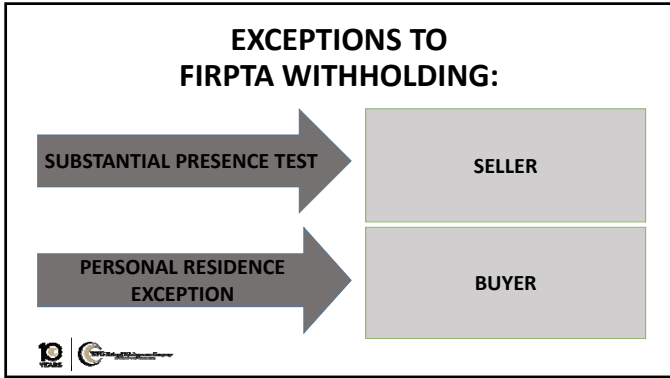 EXCEPTIONS TO
FIRPTA WITHHOLDING:
SUBSTANTIAL PRESENCE TEST
SELLER
PERSONAL RESIDENCE
EXCEPTION
BUYER
10
YEARS